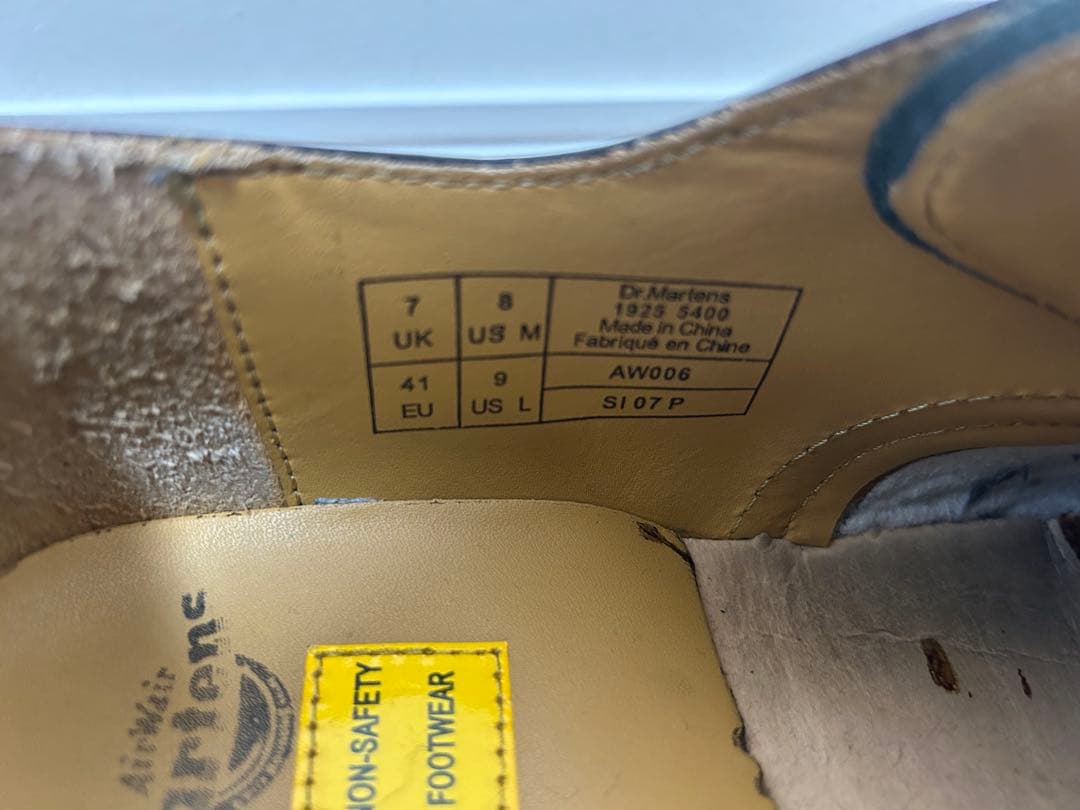 7
UK
8
US M
Dr.Martens
1925 5400
Made in China
Fabriqué en Chine
41
EU
9
US L
AW006
SI 07 P
AirWair
NON-SAFETY
FOOTWEAR